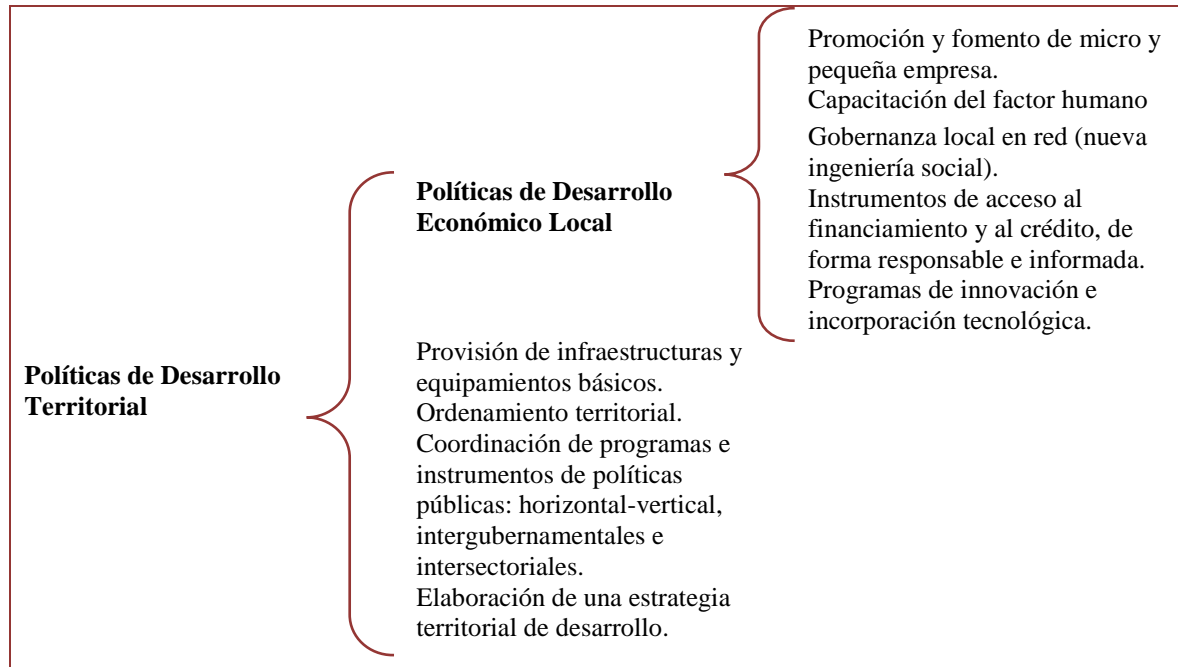 Políticas de Desarrollo
Territorial
Políticas de Desarrollo
Económico Local
Promoción y fomento de micro y
pequeña empresa.
Capacitación del factor humano
Gobernanza local en red (nueva
ingeniería social).
Instrumentos de acceso al
financiamiento y al crédito, de
forma responsable e informada.
Programas de innovación e
incorporación tecnológica.
Provisión de infraestructuras y
equipamientos básicos.
Ordenamiento territorial.
Coordinación de programas e
instrumentos de políticas
públicas: horizontal-vertical,
intergubernamentales e
intersectoriales.
Elaboración de una estrategia
territorial de desarrollo.